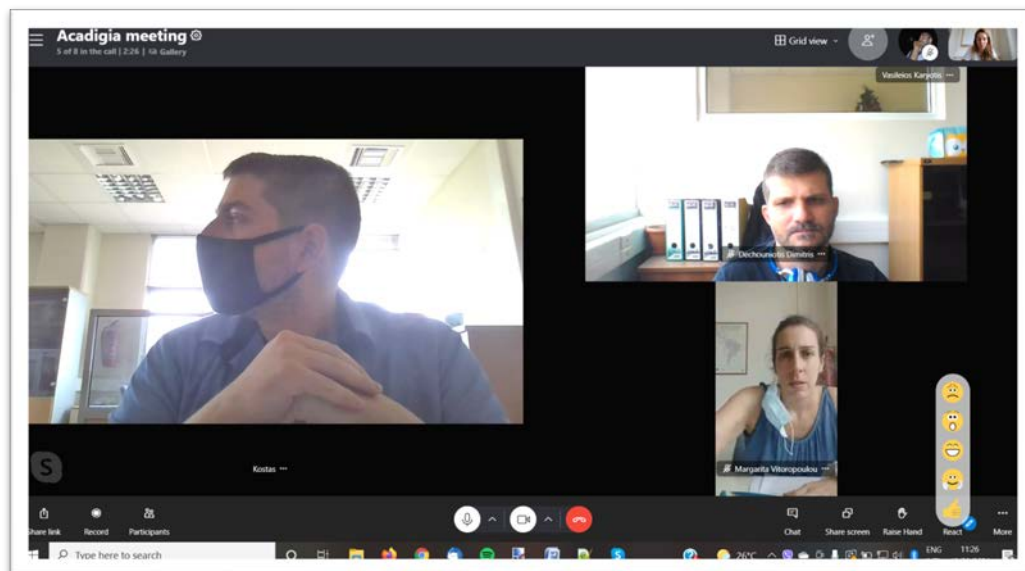 Acadigia meeting
5 of 8 in the call | 2:26 | Gallery
Grid view
Vasileios Karyotis
Dechouniotis Dimitris
Margarita Vitoropoulou
Kostas
S
Share link
Record
Participants
Chat
Share screen
Raise Hand
React
More
Type here to search
26°C
ENG
11:26